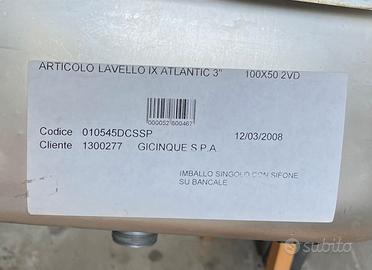 ARTICOLO LAVELLO IX ATLANTIC 3" 100X50 2VD
000052 600467
Codice 010545DCSSP 12/03/2008
Cliente 1300277 GICINQUE S.P.A.
IMBALLO SINGOLO CON SIFONE
SU BANCALE
subito